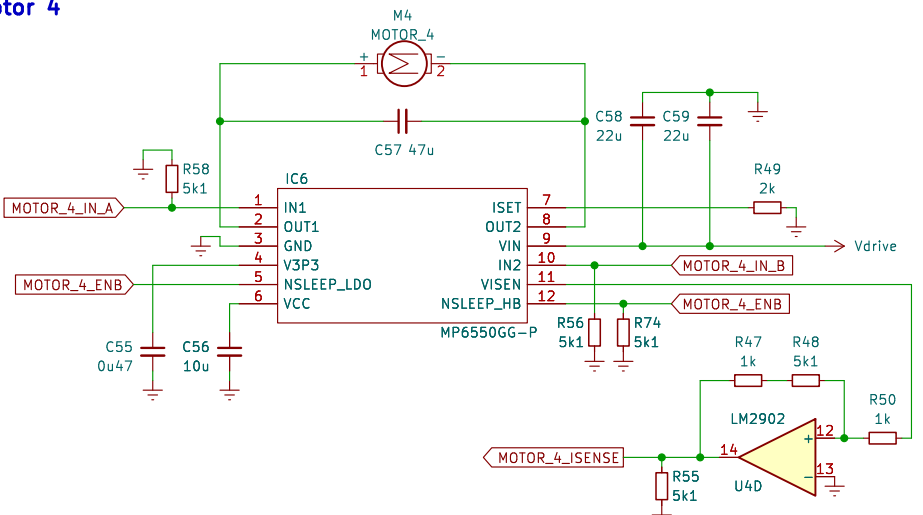 otor 4
M4
MOTOR_4
+ −
1 2
C57 47u
C58
22u
C59
22u
R58
5k1
IC6
R49
2k
MOTOR_4_IN_A
1 IN1
2 OUT1
3 GND
4 V3P3
5 NSLEEP_LDO
6 VCC
ISET 7
OUT2 8
VIN 9
IN2 10
VISEN 11
NSLEEP_HB 12
MP6550GG-P
Vdrive
MOTOR_4_IN_B
MOTOR_4_ENB
MOTOR_4_ENB
C55
0u47
C56
10u
R56
5k1
R74
5k1
R47
1k
R48
5k1
R50
1k
LM2902
12
+
14
13
−
U4D
MOTOR_4_ISENSE
R55
5k1